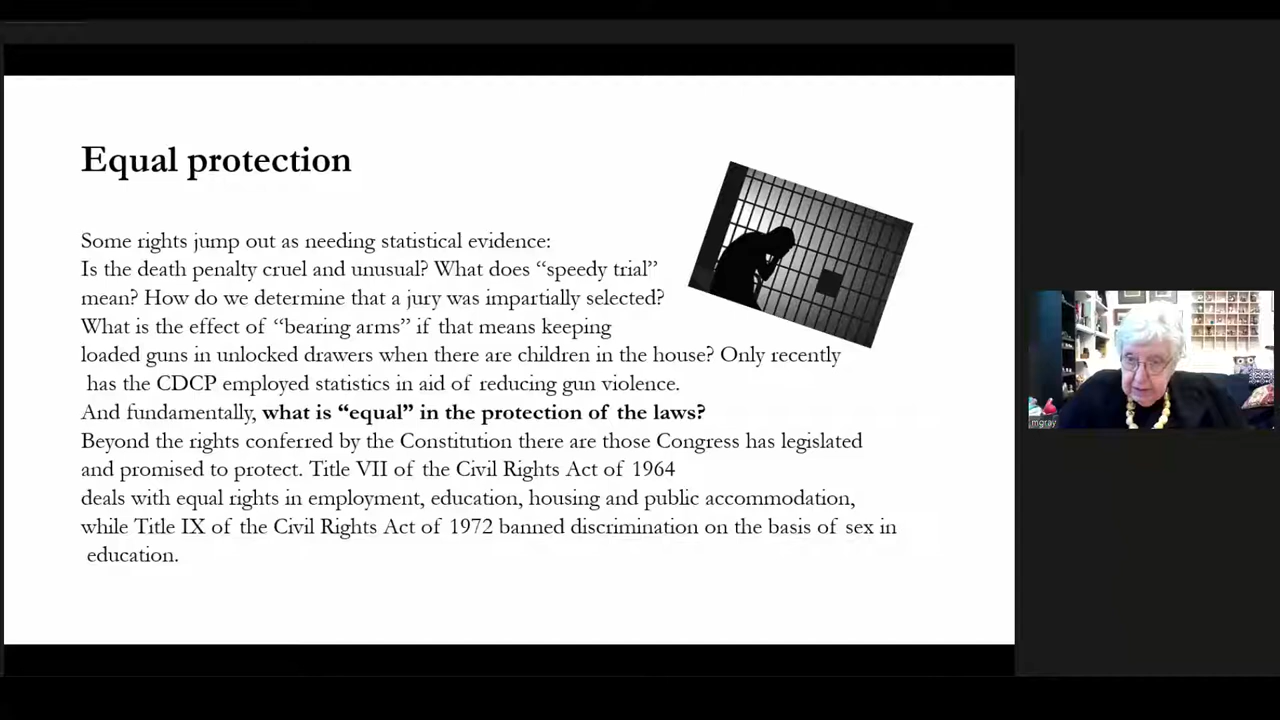 Equal protection
Some rights jump out as needing statistical evidence:
Is the death penalty cruel and unusual? What does “speedy trial”
mean? How do we determine that a jury was impartially selected?
What is the effect of “bearing arms” if that means keeping
loaded guns in unlocked drawers when there are children in the house? Only recently
has the CDCP employed statistics in aid of reducing gun violence.
And fundamentally, what is “equal” in the protection of the laws?
Beyond the rights conferred by the Constitution there are those Congress has legislated
and promised to protect. Title VII of the Civil Rights Act of 1964
deals with equal rights in employment, education, housing and public accommodation,
while Title IX of the Civil Rights Act of 1972 banned discrimination on the basis of sex in
education.
mgray